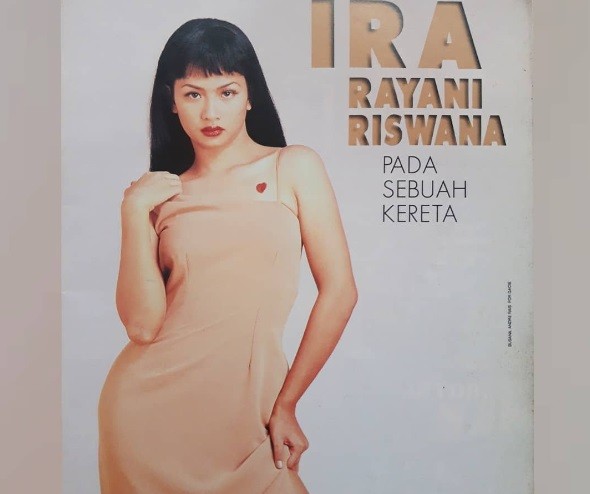 IRA
RAYANI
RISWANA
PADA
SEBUAH
KERETA